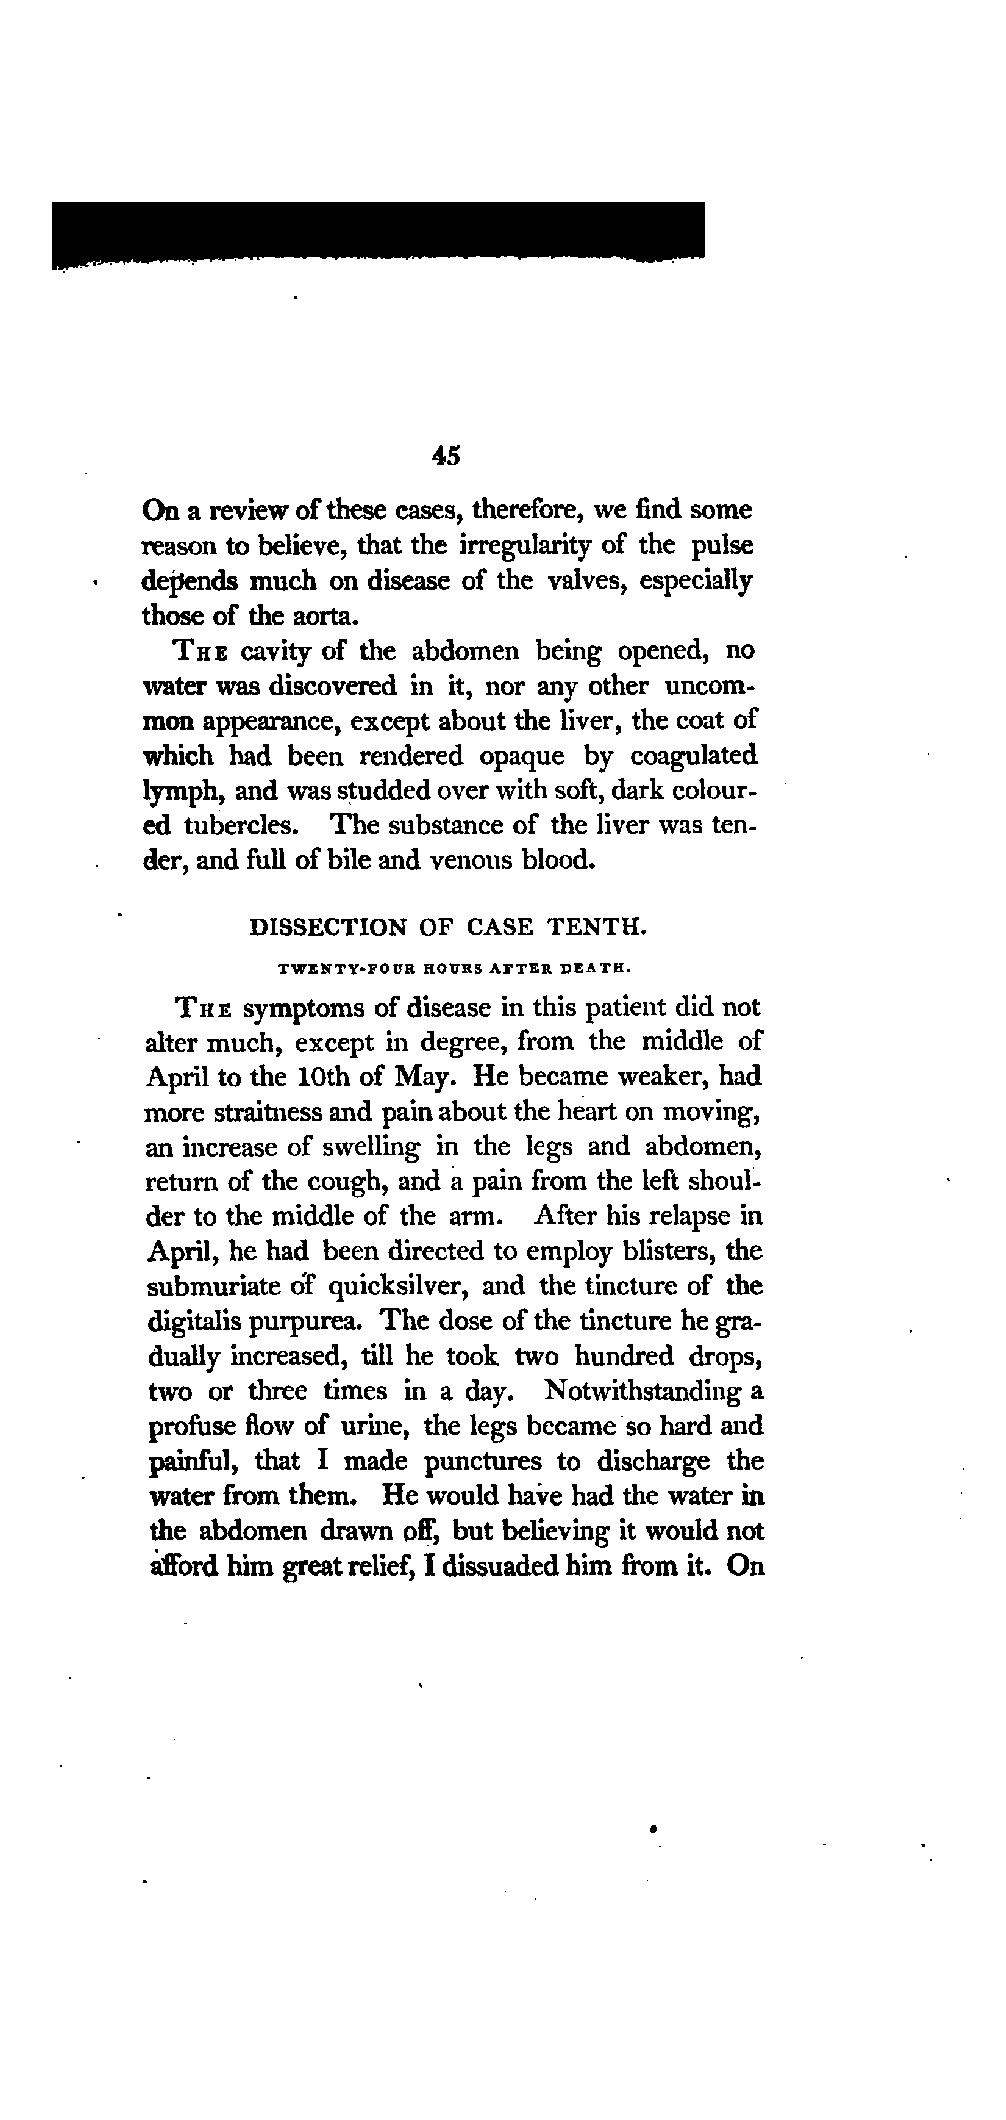 45
On a review of these cases, therefore, we find some
reason to believe, that the irregularity of the pulse
depends much on disease of the valves, especially
those of the aorta.
THE cavity of the abdomen being opened, no
water was discovered in it, nor any other uncom-
mon appearance, except about the liver, the coat of
which had been rendered opaque by coagulated
lymph, and was studded over with soft, dark colour-
ed tubercles. The substance of the liver was ten-
der, and full of bile and venous blood.
DISSECTION OF CASE TENTH.
TWENTY-FOUR HOURS AFTER DEATH.
THE symptoms of disease in this patient did not
alter much, except in degree, from the middle of
April to the 10th of May. He became weaker, had
more straitness and pain about the heart on moving,
an increase of swelling in the legs and abdomen,
return of the cough, and a pain from the left shoul-
der to the middle of the arm. After his relapse in
April, he had been directed to employ blisters, the
submuriate of quicksilver, and the tincture of the
digitalis purpurea. The dose of the tincture he gra-
dually increased, till he took two hundred drops,
two or three times in a day. Notwithstanding a
profuse flow of urine, the legs became so hard and
painful, that I made punctures to discharge the
water from them. He would have had the water in
the abdomen drawn off, but believing it would not
afford him great relief, I dissuaded him from it. On